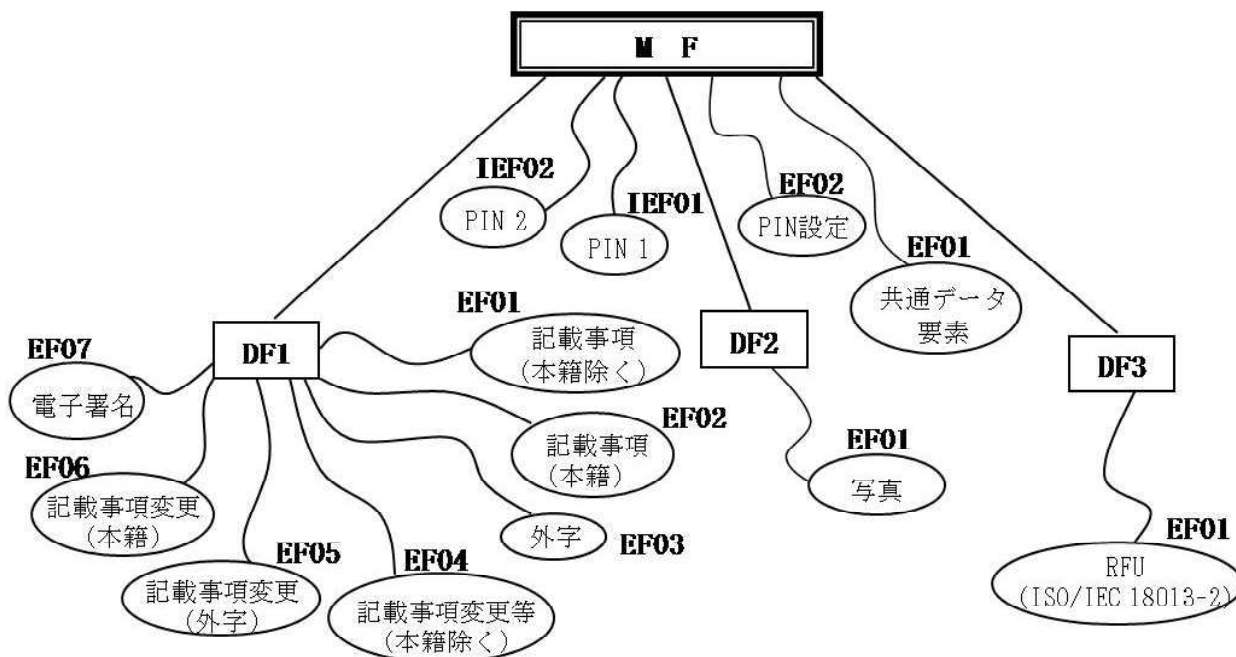 M F
IEF02
PIN 2
IEF01
PIN 1
EF02
PIN設定
EF01
共通データ
要素
DF1
DF2
DF3
EF01
記載事項
(本籍除く)
EF02
記載事項
(本籍)
EF03
外字
EF04
記載事項変更等
(本籍除く)
EF05
記載事項変更
(外字)
EF06
記載事項変更
(本籍)
EF07
電子署名
EF01
写真
EF01
RFU
(ISO/IEC 18013-2)